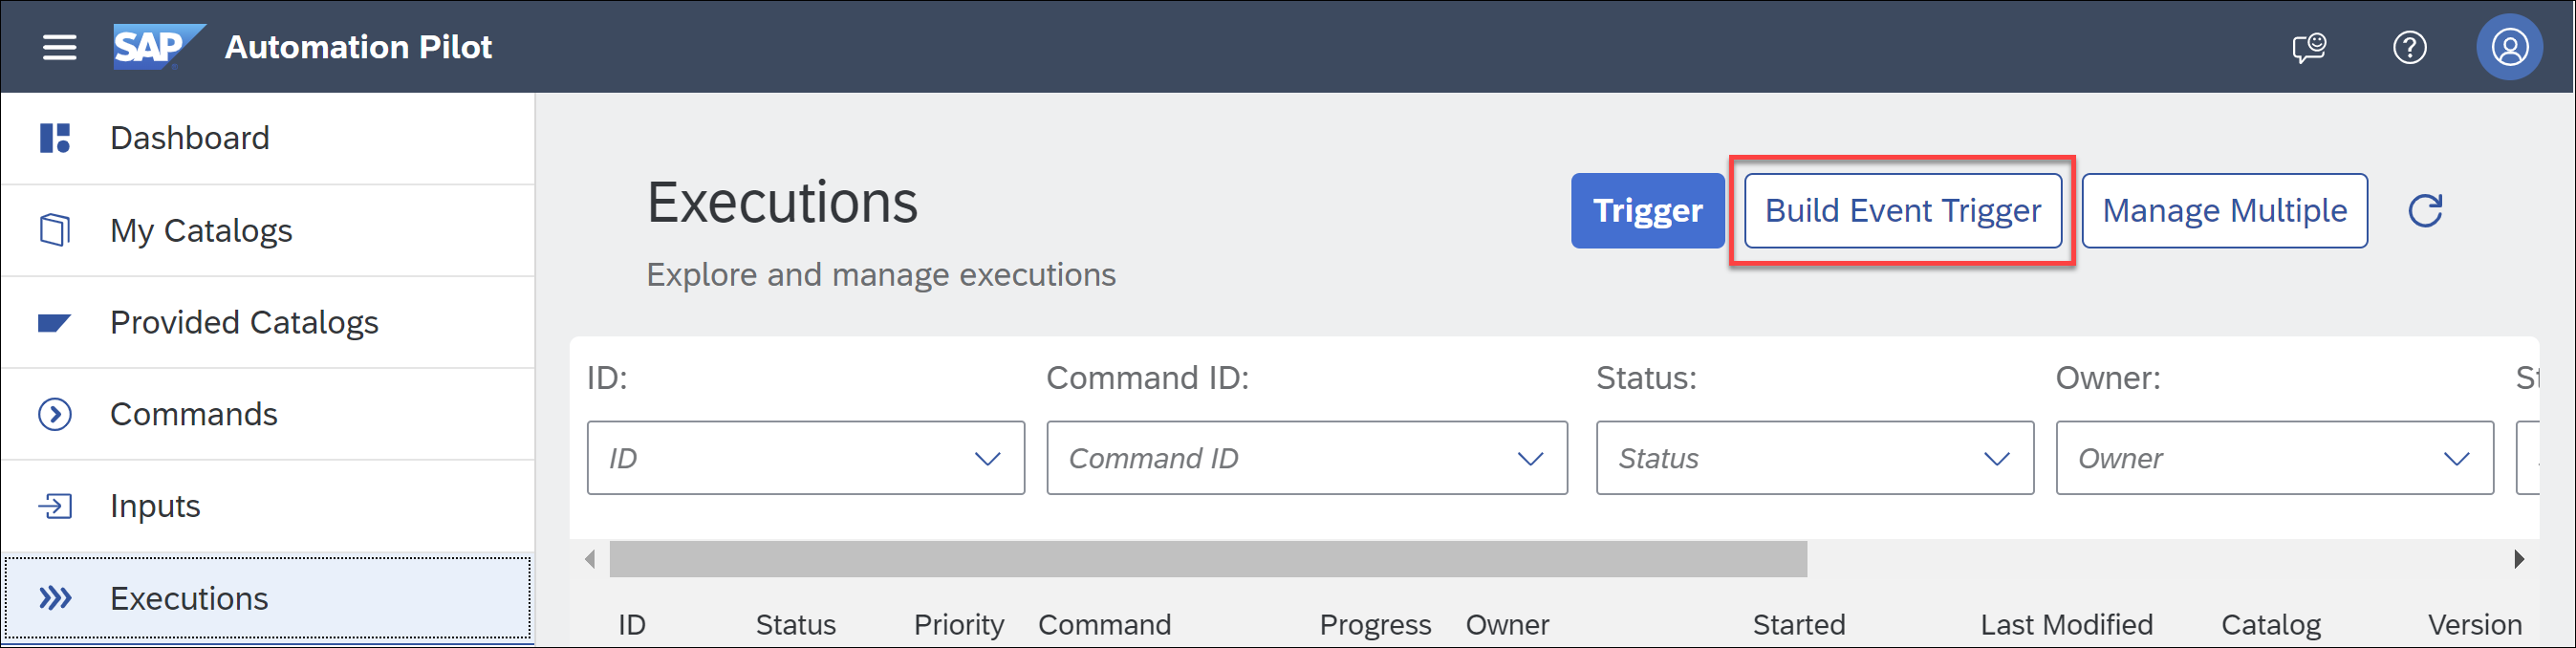 SAP Automation Pilot
Dashboard
My Catalogs
Provided Catalogs
Commands
Inputs
Executions
Executions
Explore and manage executions
Trigger
Build Event Trigger
Manage Multiple
ID:
Command ID:
Status:
Owner:
ID
Command ID
Status
Owner
ID Status Priority Command Progress Owner Started Last Modified Catalog Version